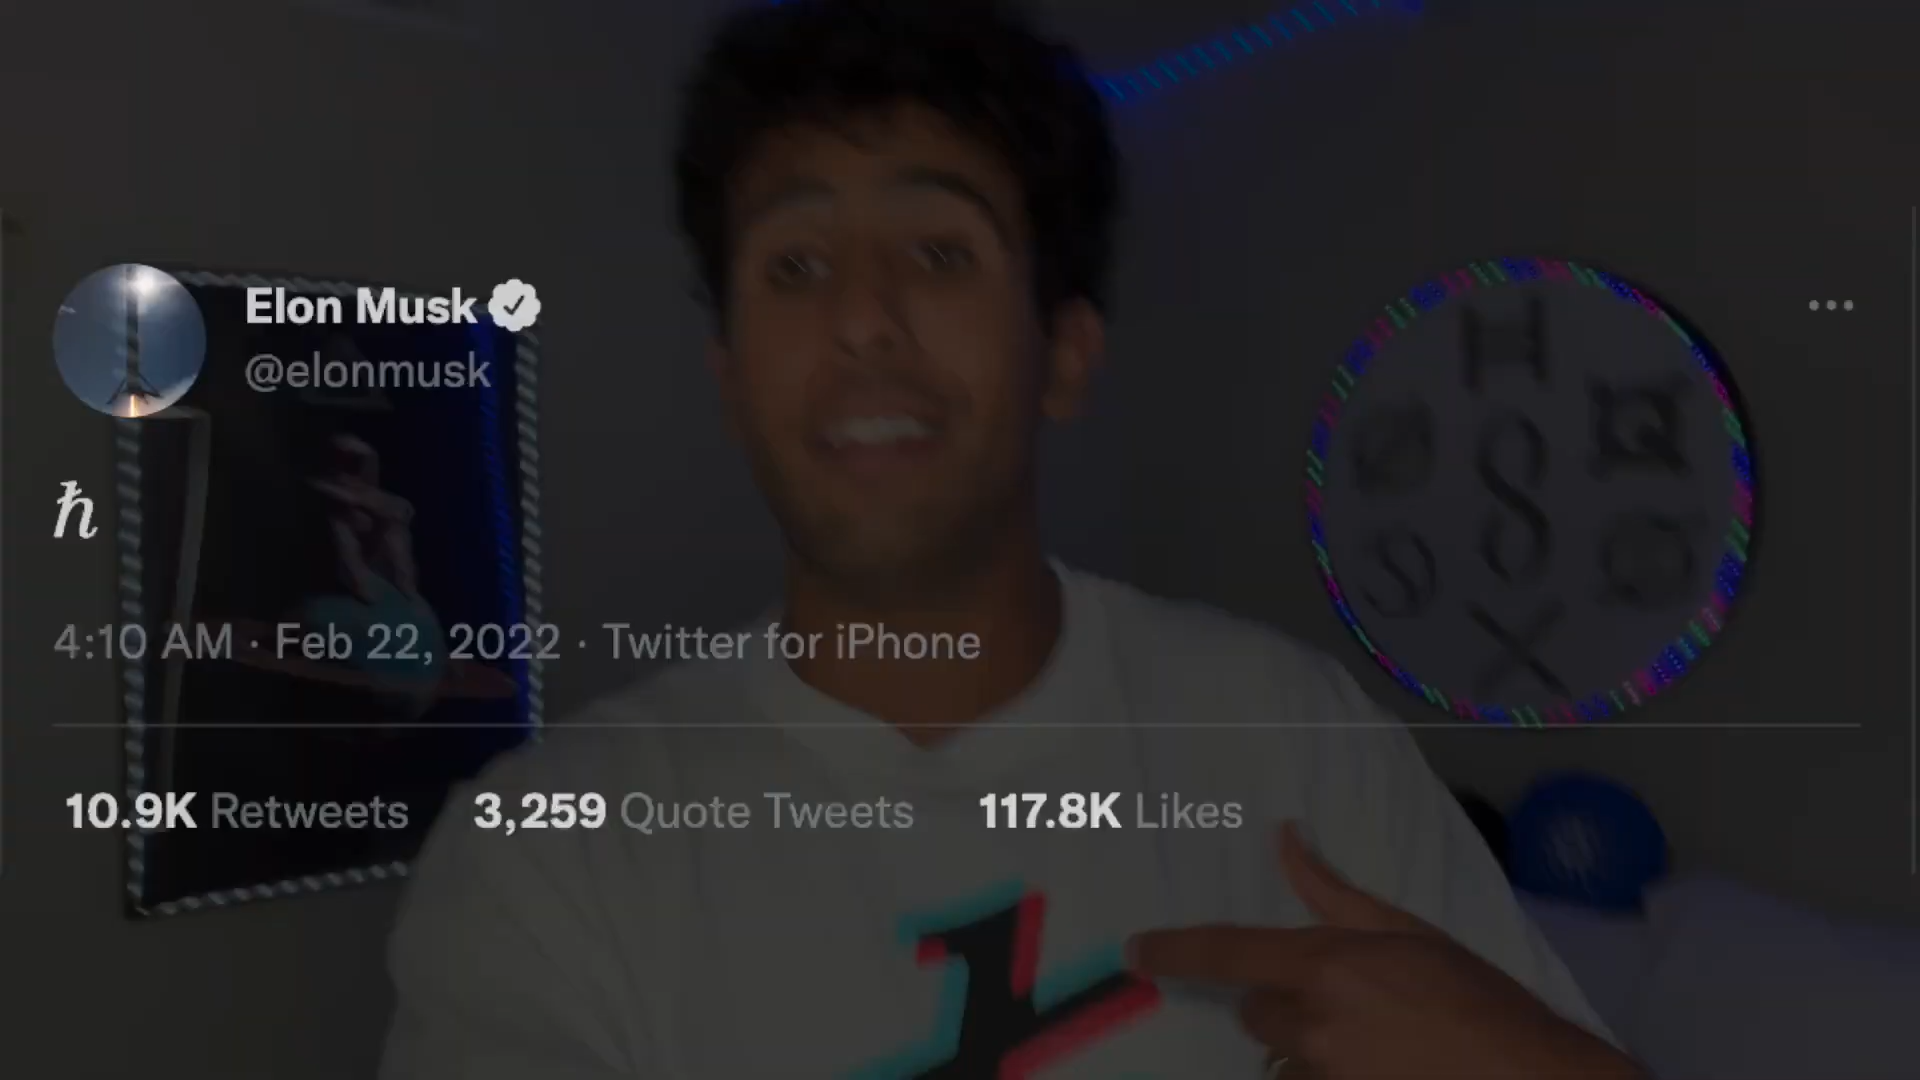 Elon Musk
@elonmusk
ℏ
4:10 AM · Feb 22, 2022 · Twitter for iPhone
10.9K Retweets 3,259 Quote Tweets 117.8K Likes